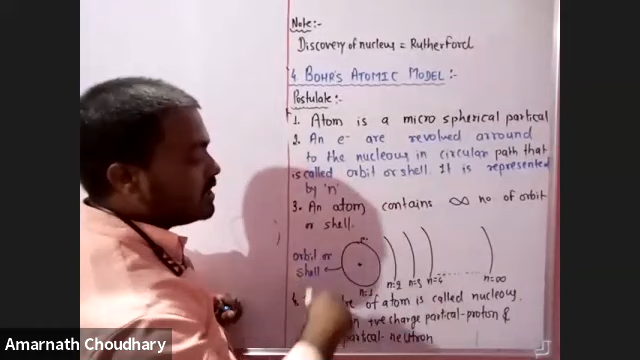 Note:-
Discovery of nucleus = Rutherford
4. BOHR'S ATOMIC MODEL :-
Postulate :-
1. Atom is a micro spherical partical
2. An e- are revolved arround
to the nucleous in circular path that
is called orbit or shell. It is represented
by 'n'
3. An atom contains ∞ no of orbit
or shell.
orbit or
shell
e-
n=1
n=2
n=3
n=4
n=∞
of atom is called nucleous.
+ve charge partical-proton &
partical-neutron
Amarnath Choudhary